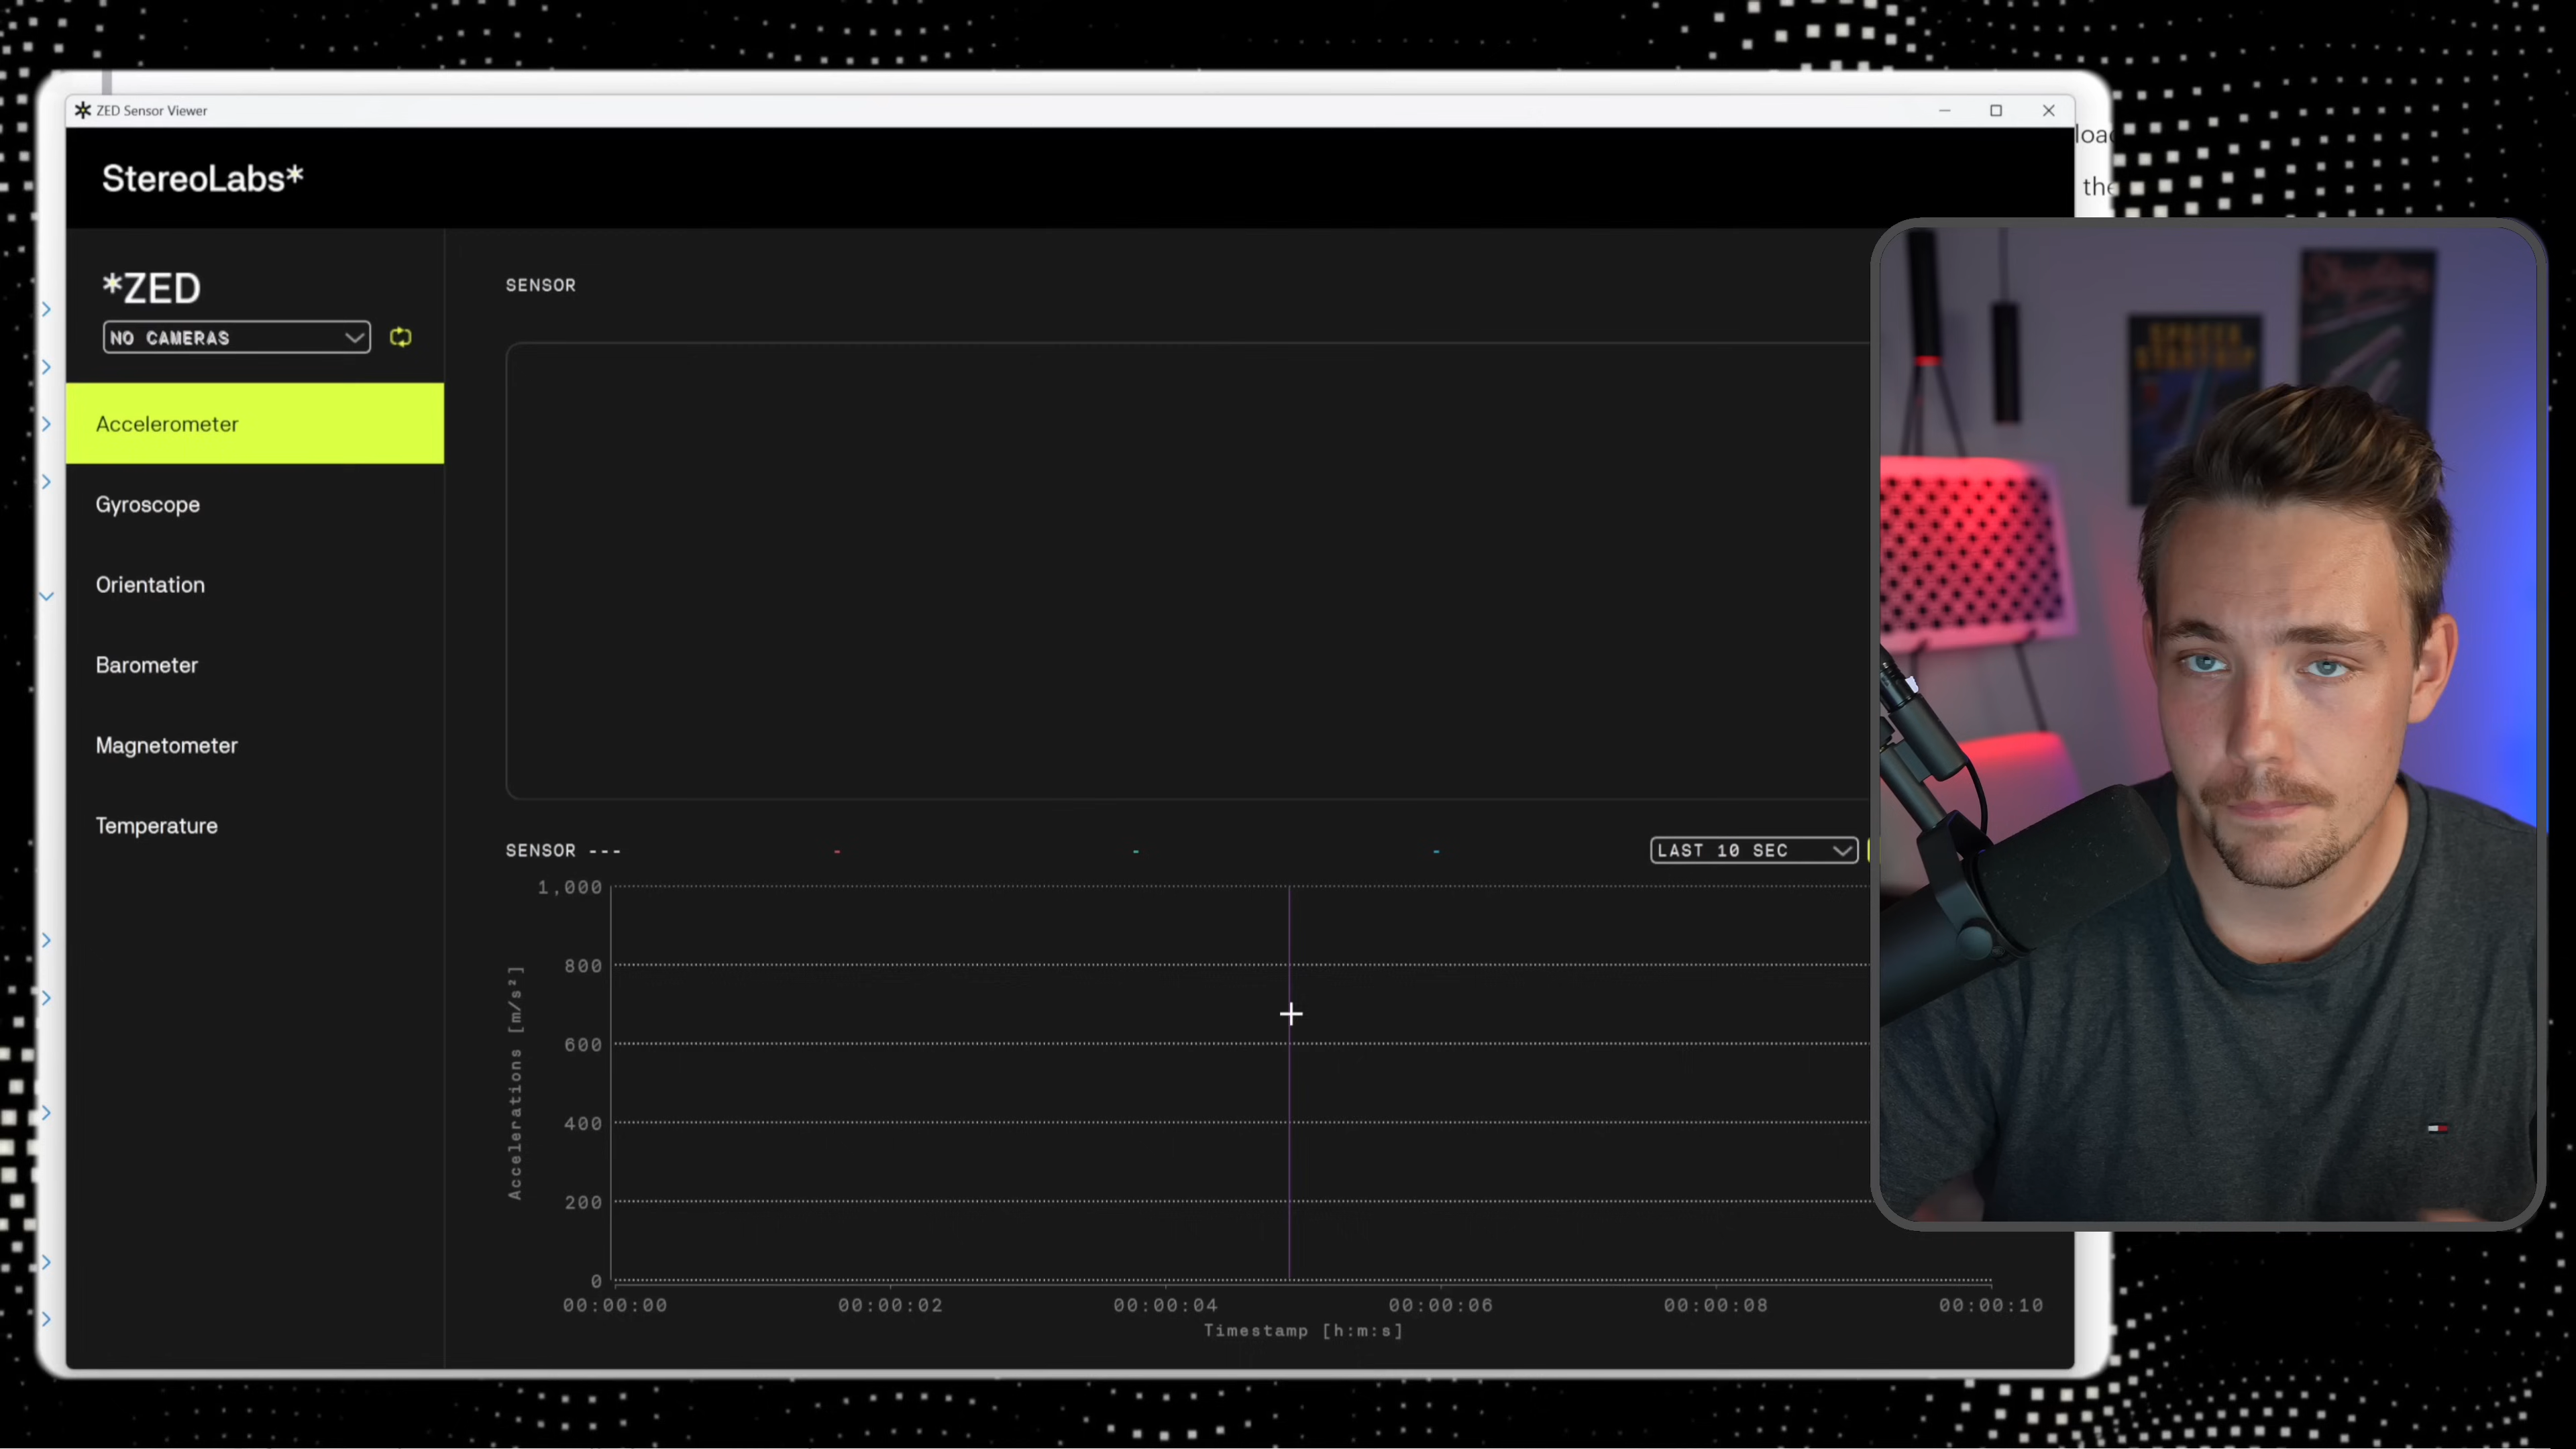 ZED Sensor Viewer
StereoLabs*
*ZED
NO CAMERAS
Accelerometer
Gyroscope
Orientation
Barometer
Magnetometer
Temperature
SENSOR
SENSOR --- - - -
LAST 10 SEC
1,000
800
600
400
200
0
Accelerations [m/s²]
00:00:00 00:00:02 00:00:04 00:00:06 00:00:08 00:00:10
Timestamp [h:m:s]
the